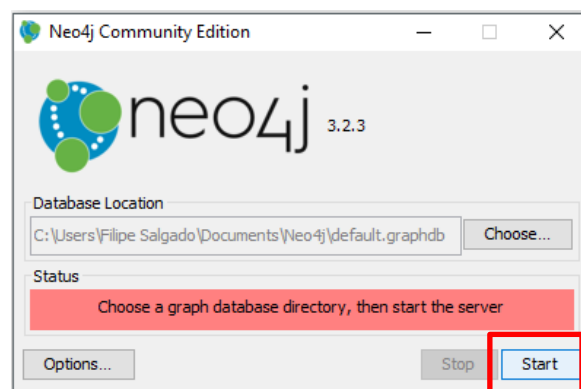 Neo4j Community Edition
neo4j 3.2.3
Database Location
C:\Users\Filipe Salgado\Documents\Neo4j\default.graphdb Choose...
Status
Choose a graph database directory, then start the server
Options... Stop Start